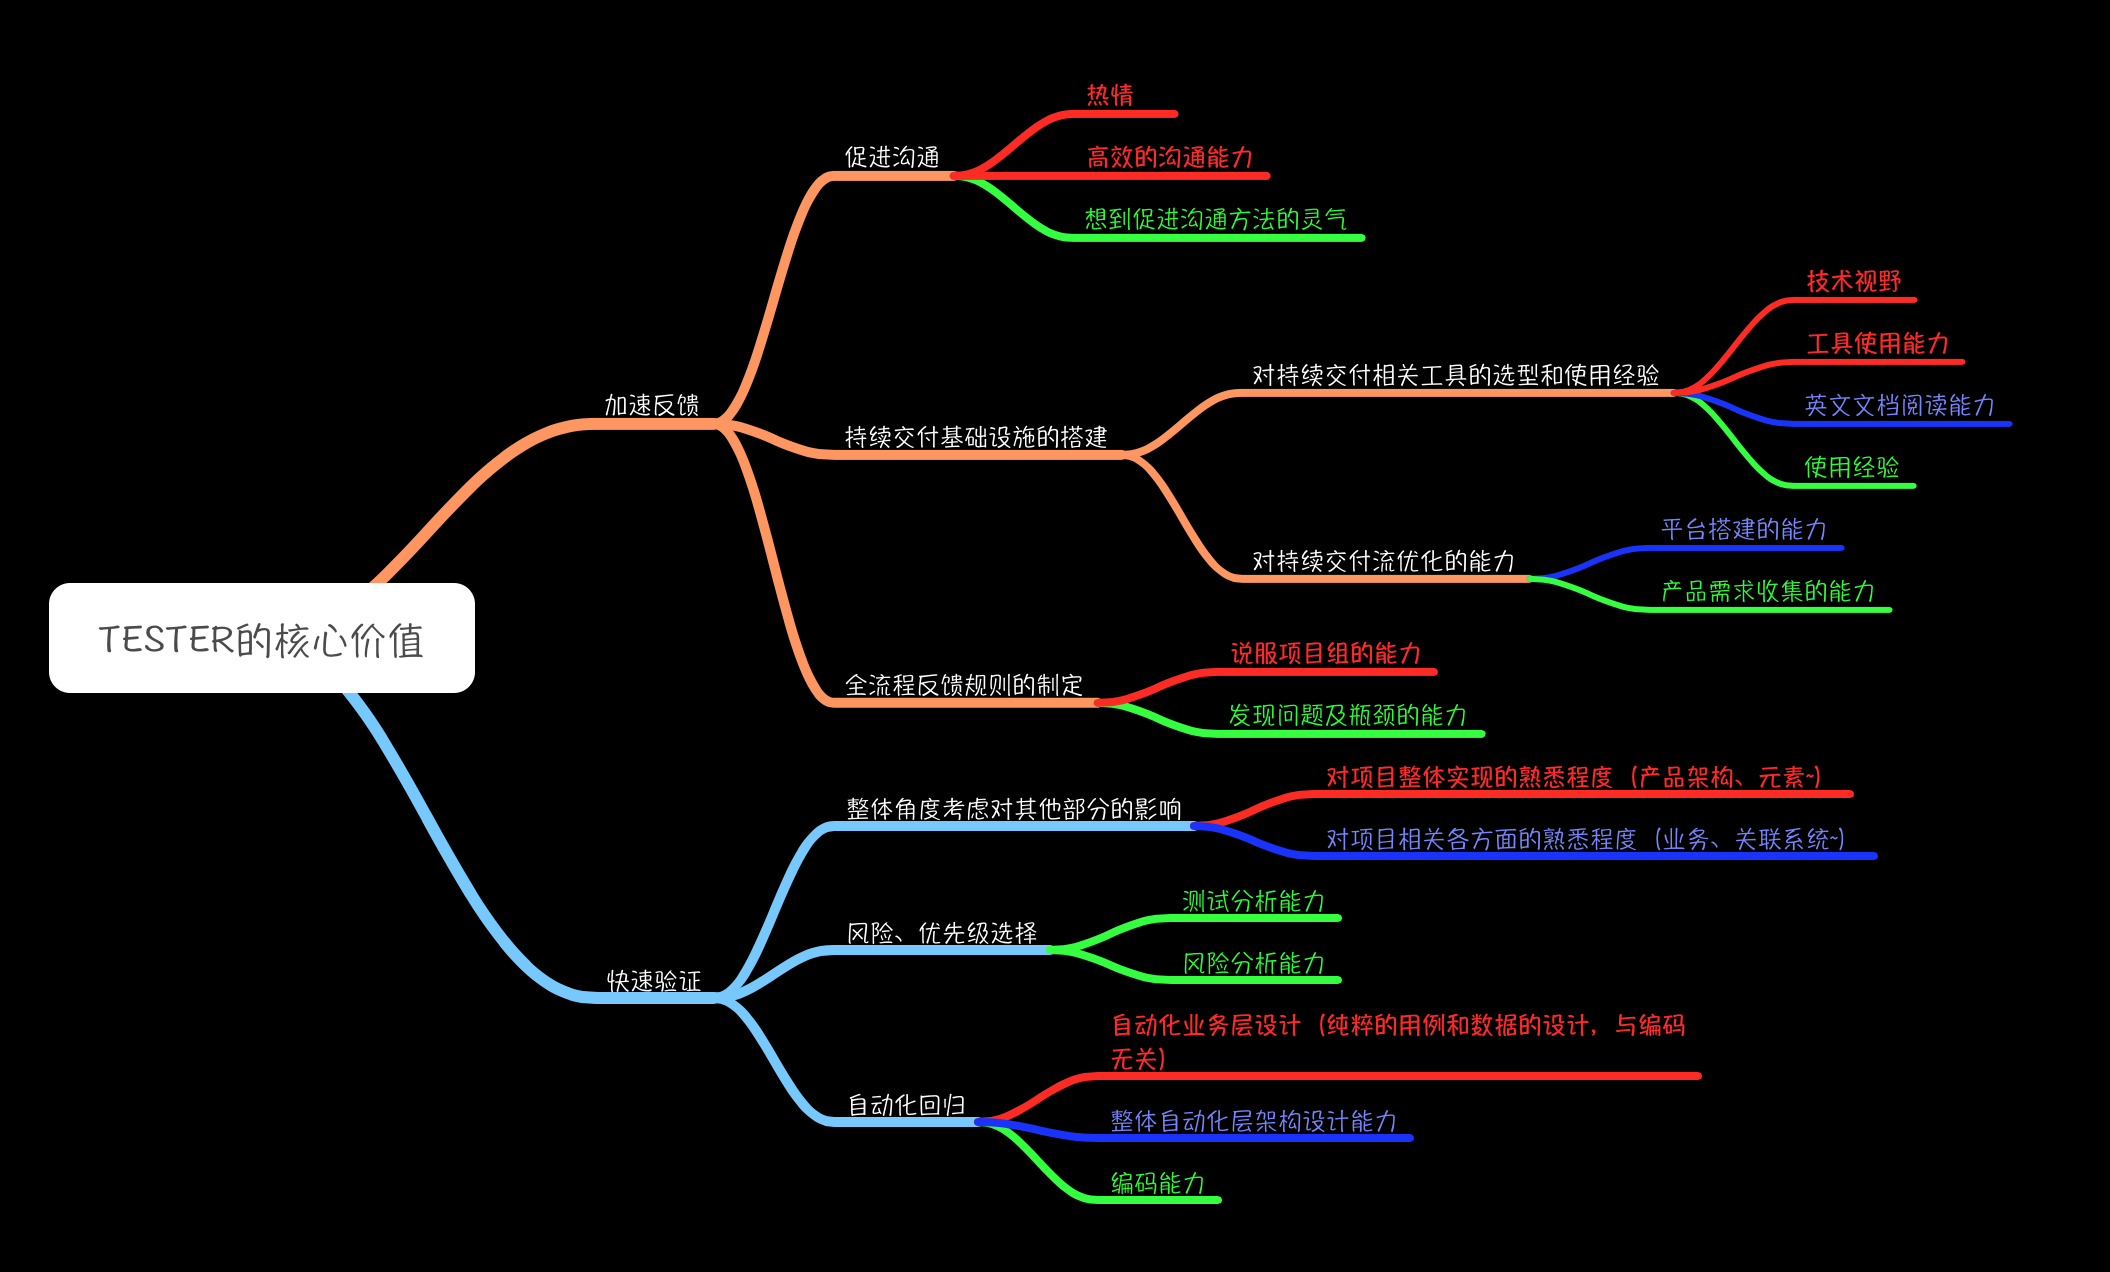 TESTER的核心价值
加速反馈
促进沟通
热情
高效的沟通能力
想到促进沟通方法的灵气
持续交付基础设施的搭建
对持续交付相关工具的选型和使用经验
技术视野
工具使用能力
英文文档阅读能力
使用经验
对持续交付流优化的能力
平台搭建的能力
产品需求收集的能力
全流程反馈规则的制定
说服项目组的能力
发现问题及瓶颈的能力
快速验证
整体角度考虑对其他部分的影响
对项目整体实现的熟悉程度（产品架构、元素~）
对项目相关各方面的熟悉程度（业务、关联系统~）
风险、优先级选择
测试分析能力
风险分析能力
自动化回归
自动化业务层设计（纯粹的用例和数据的设计，与编码
无关）
整体自动化层架构设计能力
编码能力